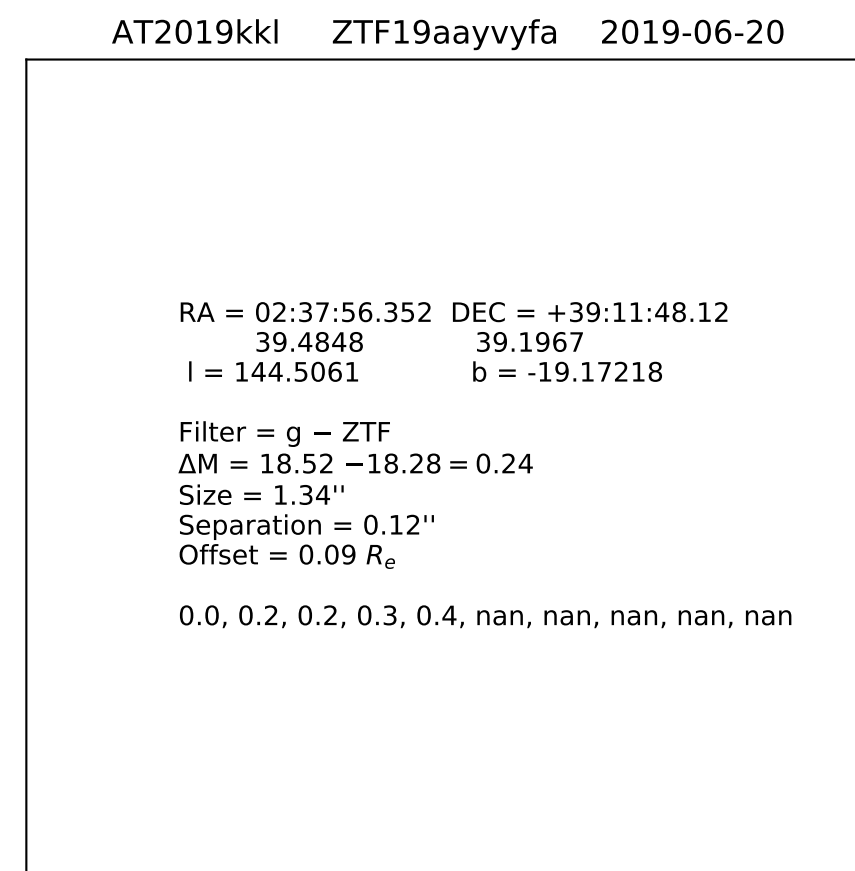 AT2019kkl ZTF19aayvyfa 2019-06-20
RA = 02:37:56.352 DEC = +39:11:48.12
39.4848 39.1967
l = 144.5061 b = -19.17218
Filter = g − ZTF
ΔM = 18.52 −18.28 = 0.24
Size = 1.34''
Separation = 0.12''
Offset = 0.09 Re
0.0, 0.2, 0.2, 0.3, 0.4, nan, nan, nan, nan, nan